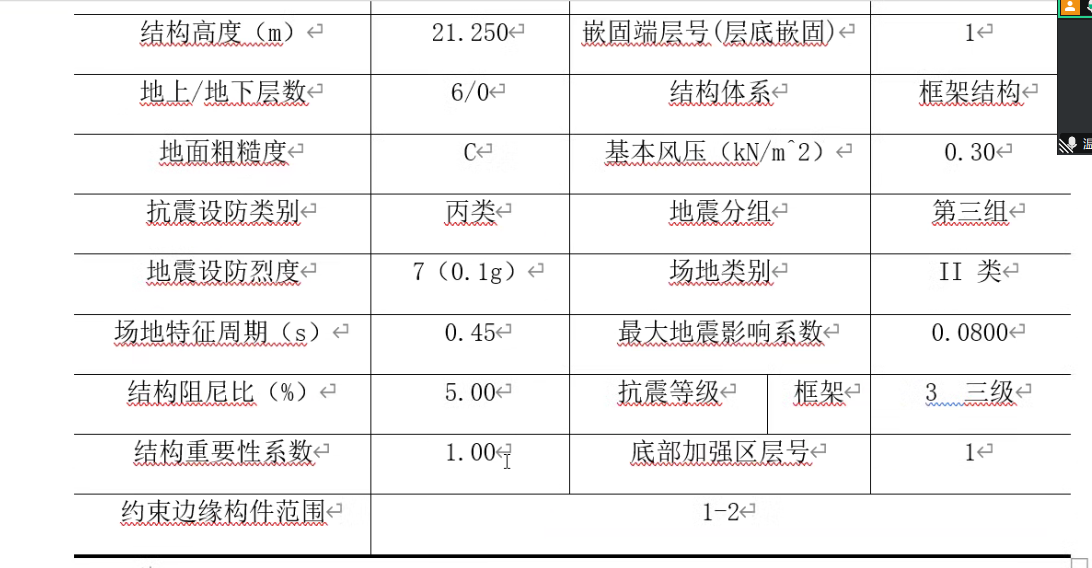 结构高度（m） 21.250 嵌固端层号(层底嵌固) 1
地上/地下层数 6/0 结构体系 框架结构
地面粗糙度 C 基本风压（kN/m^2） 0.30
抗震设防类别 丙类 地震分组 第三组
地震设防烈度 7（0.1g） 场地类别 II 类
场地特征周期（s） 0.45 最大地震影响系数 0.0800
结构阻尼比（%） 5.00 抗震等级 框架 3 三级
结构重要性系数 1.00 底部加强区层号 1
约束边缘构件范围 1-2
温